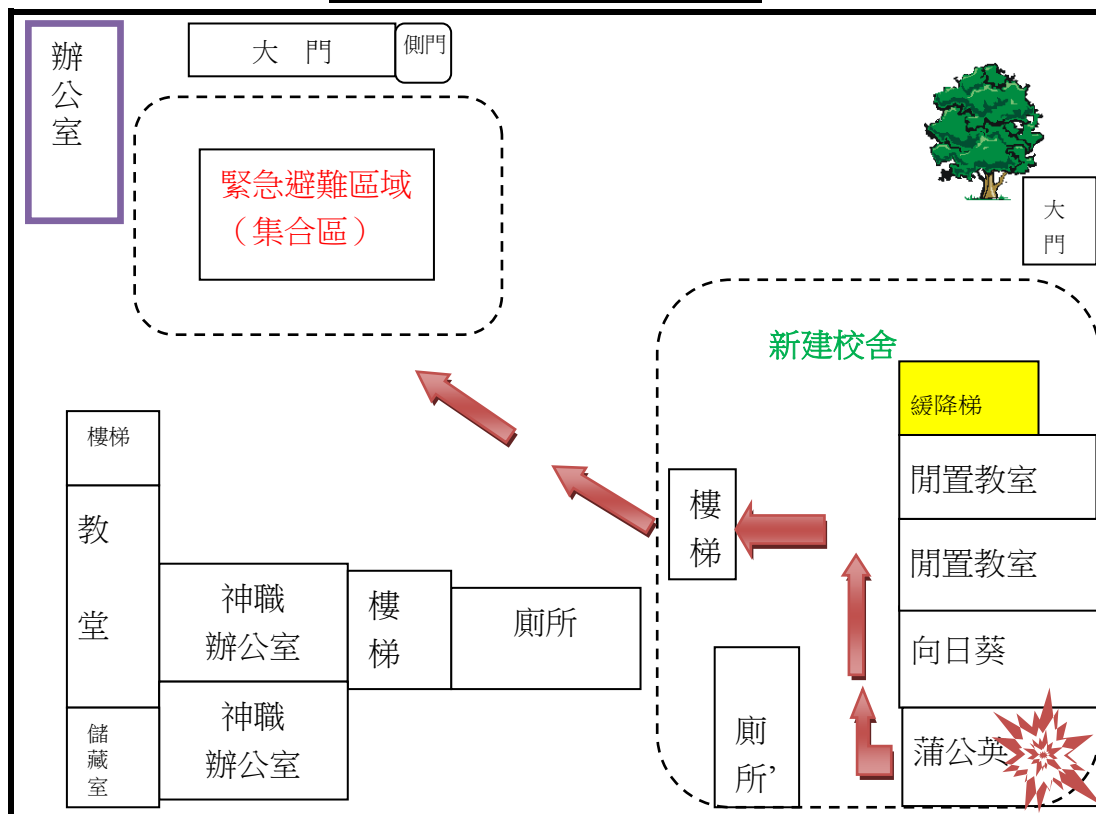 辦公室
大　門
側門
緊急避難區域
（集合區）
大門
新建校舍
緩降梯
樓梯
閒置教室
樓梯
教堂
閒置教室
神職
辦公室
樓梯
廁所
向日葵
神職
辦公室
儲藏室
廁所’
蒲公英